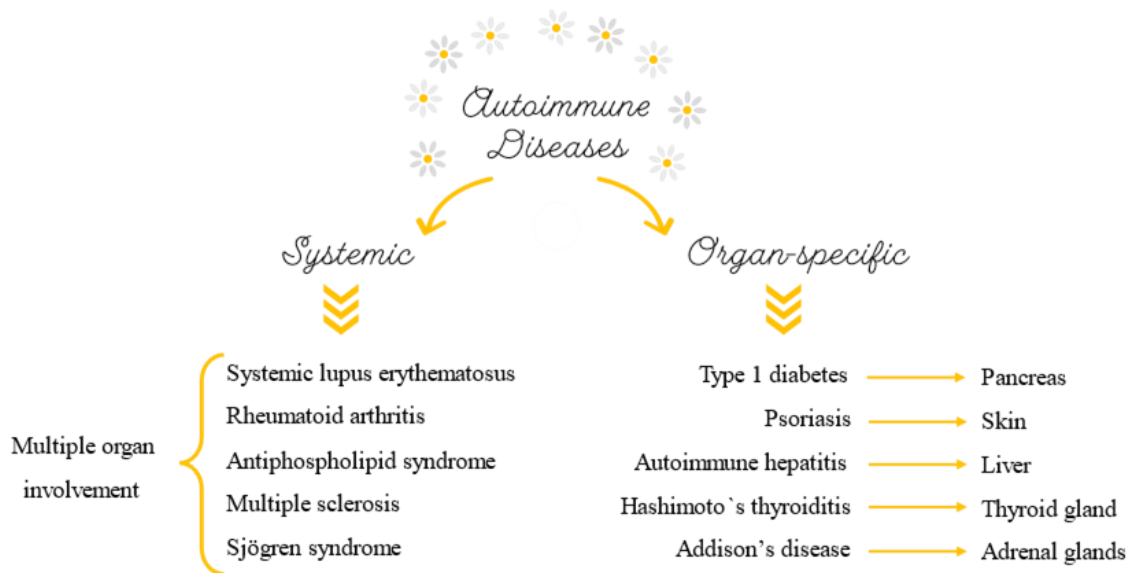 Autoimmune
Diseases
Systemic
Organ-specific
Multiple organ
involvement
Systemic lupus erythematosus
Rheumatoid arthritis
Antiphospholipid syndrome
Multiple sclerosis
Sjögren syndrome
Type 1 diabetes Pancreas
Psoriasis Skin
Autoimmune hepatitis Liver
Hashimoto`s thyroiditis Thyroid gland
Addison’s disease Adrenal glands